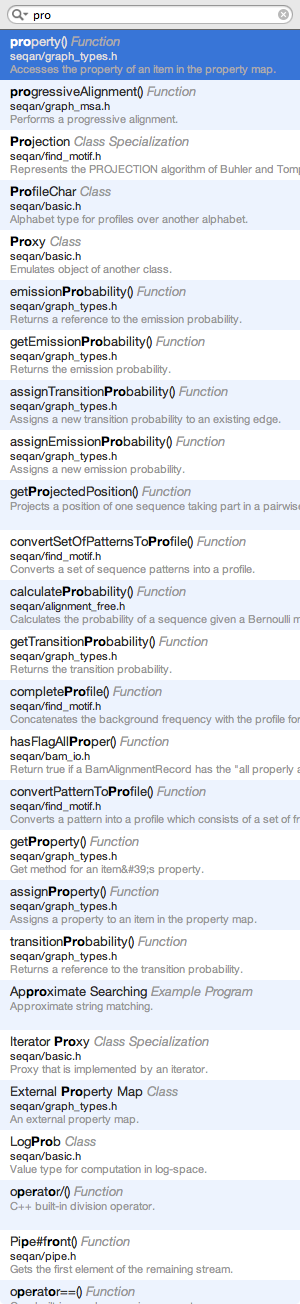 pro
property() Function
seqan/graph_types.h
Accesses the property of an item in the property map.
progressiveAlignment() Function
seqan/graph_msa.h
Performs a progressive alignment.
Projection Class Specialization
seqan/find_motif.h
Represents the PROJECTION algorithm of Buhler and Tomp
ProfileChar Class
seqan/basic.h
Alphabet type for profiles over another alphabet.
Proxy Class
seqan/basic.h
Emulates object of another class.
emissionProbability() Function
seqan/graph_types.h
Returns a reference to the emission probability.
getEmissionProbability() Function
seqan/graph_types.h
Returns the emission probability.
assignTransitionProbability() Function
seqan/graph_types.h
Assigns a new transition probability to an existing edge.
assignEmissionProbability() Function
seqan/graph_types.h
Assigns a new emission probability.
getProjectedPosition() Function
Projects a position of one sequence taking part in a pairwise
convertSetOfPatternsToProfile() Function
seqan/find_motif.h
Converts a set of sequence patterns into a profile.
calculateProbability() Function
seqan/alignment_free.h
Calculates the probability of a sequence given a Bernoulli m
getTransitionProbability() Function
seqan/graph_types.h
Returns the transition probability.
completeProfile() Function
seqan/find_motif.h
Concatenates the background frequency with the profile for
hasFlagAllProper() Function
seqan/bam_io.h
Return true if a BamAlignmentRecord has the "all properly a
convertPatternToProfile() Function
seqan/find_motif.h
Converts a pattern into a profile which consists of a set of fr
getProperty() Function
seqan/graph_types.h
Get method for an item&#39;s property.
assignProperty() Function
seqan/graph_types.h
Assigns a property to an item in the property map.
transitionProbability() Function
seqan/graph_types.h
Returns a reference to the transition probability.
Approximate Searching Example Program
Approximate string matching.
Iterator Proxy Class Specialization
seqan/basic.h
Proxy that is implemented by an iterator.
External Property Map Class
seqan/graph_types.h
An external property map.
LogProb Class
seqan/basic.h
Value type for computation in log-space.
operator/() Function
C++ built-in division operator.
Pipe#front() Function
seqan/pipe.h
Gets the first element of the remaining stream.
operator==() Function